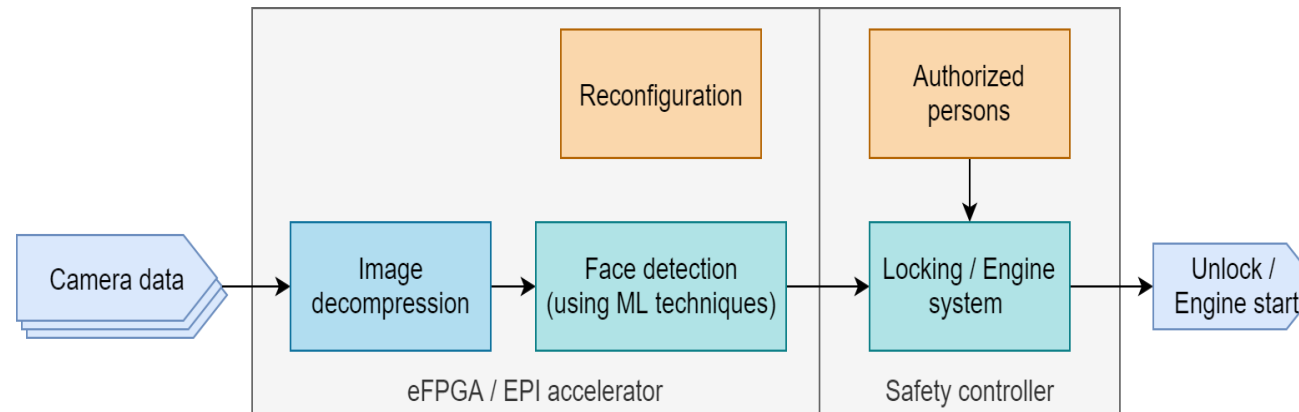 Reconfiguration
Authorized
persons
Camera data
Image
decompression
Face detection
(using ML techniques)
Locking / Engine
system
Unlock /
Engine start
eFPGA / EPI accelerator
Safety controller